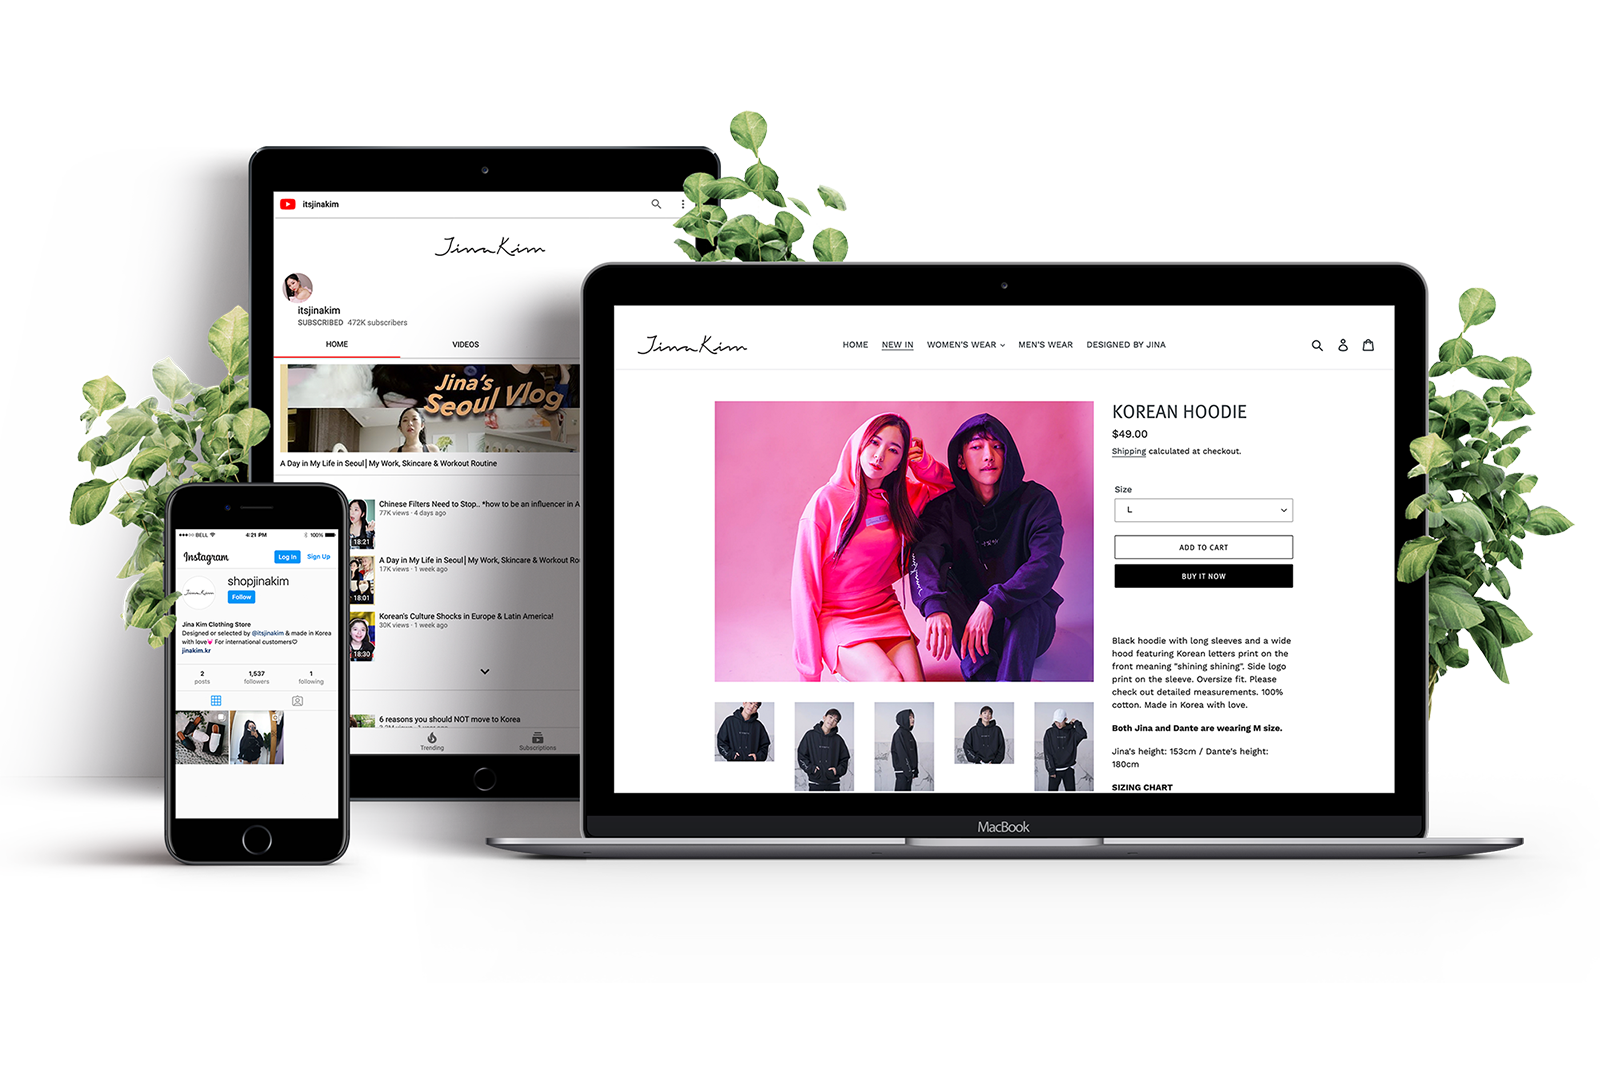 itsjinakim
Jina Kim
itsjinakim
SUBSCRIBED 472K subscribers
HOME VIDEOS
Jina's
Seoul Vlog
A Day in My Life in Seoul| My Work, Skincare & Workout Routine
Chinese Filters Need to Stop.. *how to be an influencer in A
77K views · 4 days ago
18:21
A Day in My Life in Seoul| My Work, Skincare & Workout Ro
17K views · 1 week ago
18:01
Korean's Culture Shocks in Europe & Latin America!
30K views · 1 week ago
18:30
6 reasons you should NOT move to Korea
Trending Subscriptions
BELL 4:21 PM 100%
Instagram Log In Sign Up
shopjinakim
Jina Kim
Follow
Jina Kim Clothing Store
Designed or selected by @itsjinakim & made in Korea
with love💓 For international customers♡
jinakim.kr
2 1,537 1
posts followers following
Jina Kim HOME NEW IN WOMEN'S WEAR MEN'S WEAR DESIGNED BY JINA
KOREAN HOODIE
$49.00
Shipping calculated at checkout.
Size
L
ADD TO CART
BUY IT NOW
Black hoodie with long sleeves and a wide
hood featuring Korean letters print on the
front meaning "shining shining". Side logo
print on the sleeve. Oversize fit. Please
check out detailed measurements. 100%
cotton. Made in Korea with love.
Both Jina and Dante are wearing M size.
Jina's height: 153cm / Dante's height:
180cm
SIZING CHART
MacBook